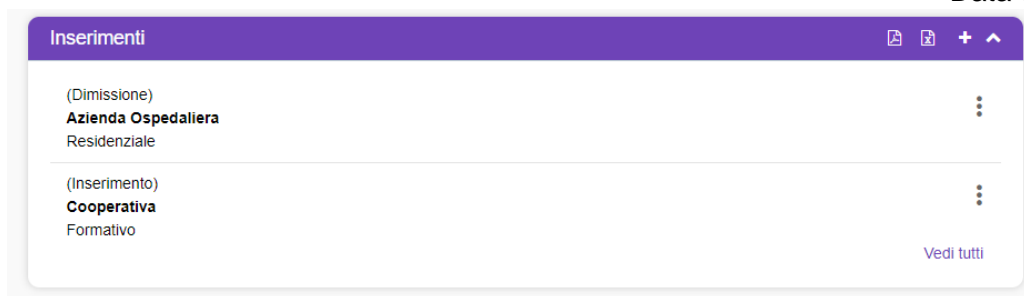 Inserimenti
(Dimissione)
Azienda Ospedaliera
Residenziale
(Inserimento)
Cooperativa
Formativo
Vedi tutti